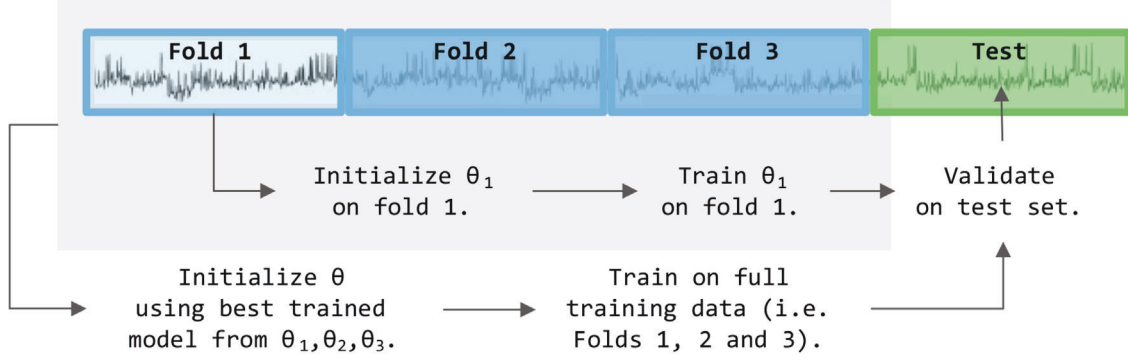 Fold 1
Fold 2
Fold 3
Test
Initialize θ₁
on fold 1.
Train θ₁
on fold 1.
Validate
on test set.
Initialize θ
using best trained
model from θ₁,θ₂,θ₃.
Train on full
training data (i.e.
Folds 1, 2 and 3).